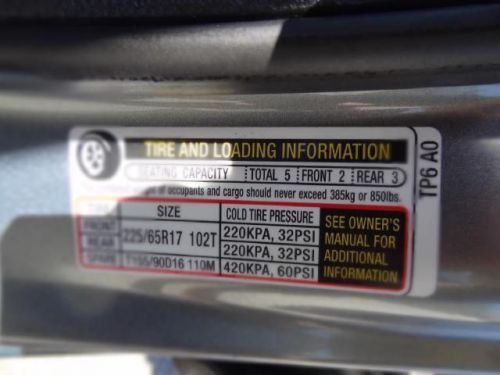 TIRE AND LOADING INFORMATION
SEATING CAPACITY TOTAL 5 FRONT 2 REAR 3
The combined weight of occupants and cargo should never exceed 385kg or 850lbs.
TIRE SIZE COLD TIRE PRESSURE
FRONT 225/65R17 102T 220KPA, 32PSI
REAR 220KPA, 32PSI
SPARE T155/90D16 110M 420KPA, 60PSI
SEE OWNER'S
MANUAL FOR
ADDITIONAL
INFORMATION
TP6 A0